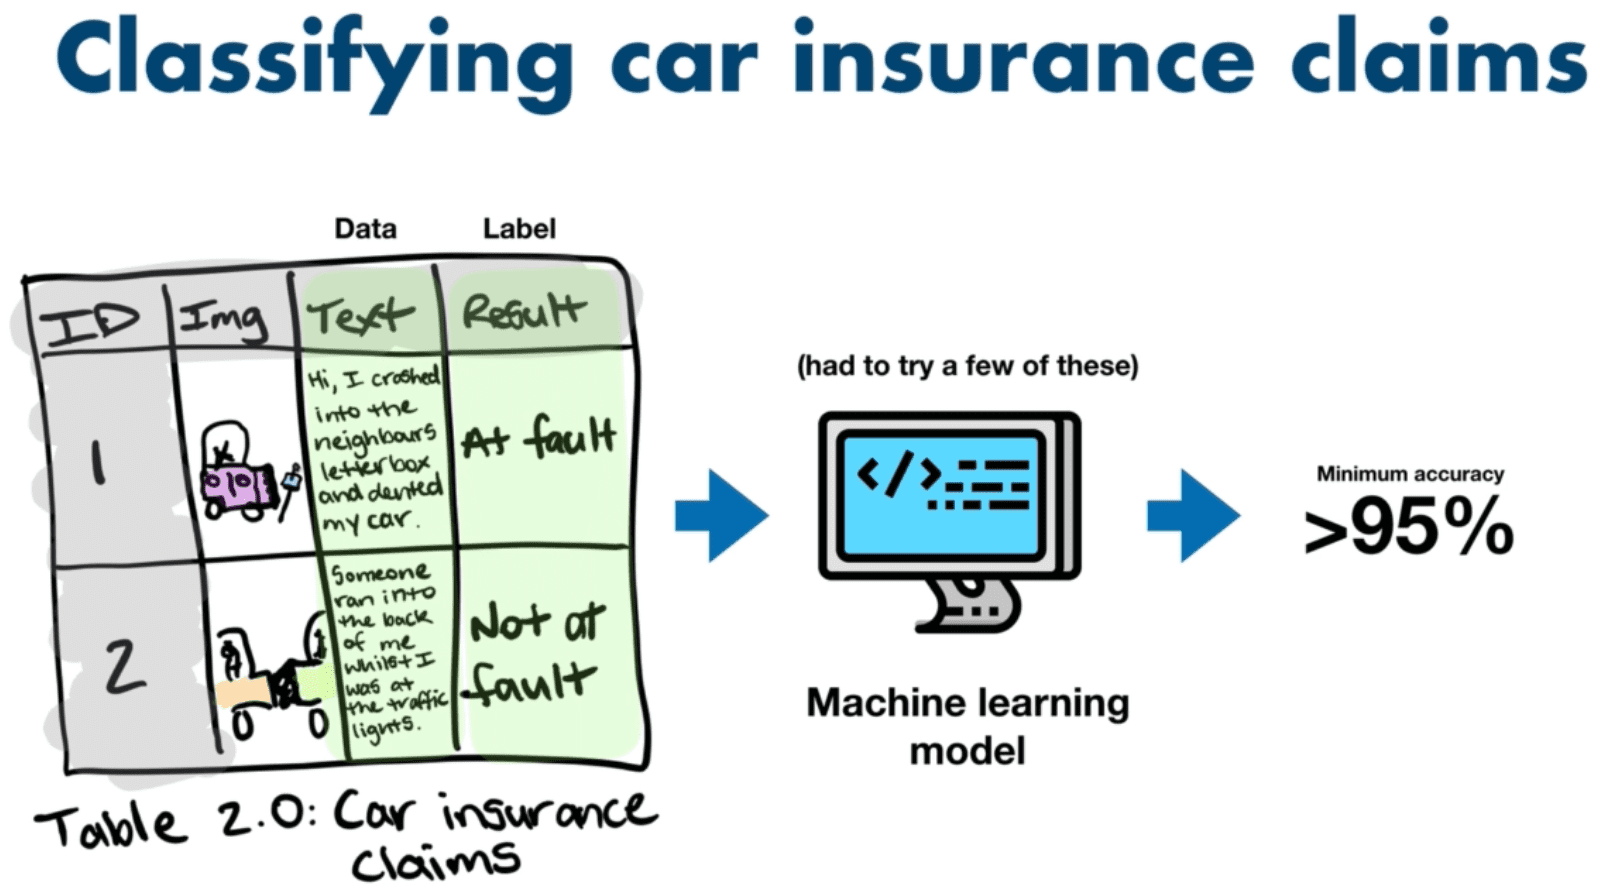 Classifying car insurance claims
Data
Label
ID
Img
Text
Result
1
Hi, I crashed
into the
neighbours
letterbox
and dented
my car.
At fault
2
Someone
ran into
the back
of me
whilst I
was at
the traffic
lights.
Not at
fault
Table 2.0: Car insurance
Claims
(had to try a few of these)
</>
Machine learning
model
Minimum accuracy
>95%